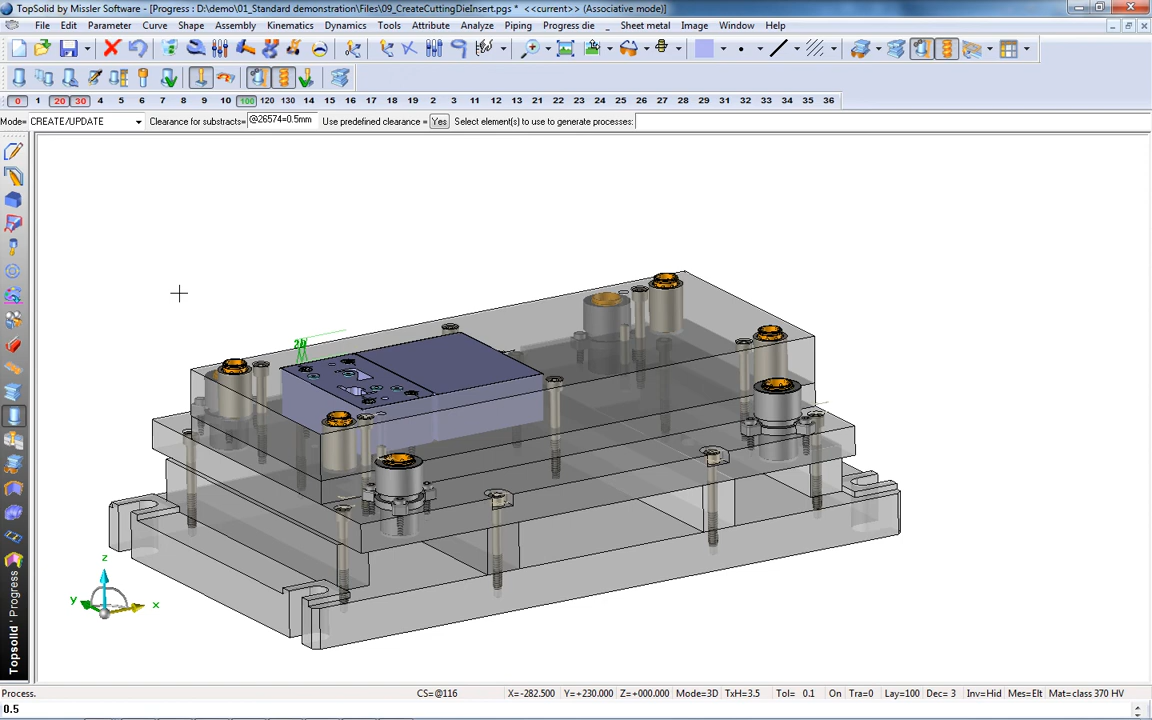 TopSolid by Missler Software - [Progress : D:\demo\01_Standard demonstration\Files\09_CreateCuttingDieInsert.pgs * <<current>> (Associative mode)]
File Edit Parameter Curve Shape Assembly Kinematics Dynamics Tools Attribute Analyze Piping Progress die _ Sheet metal Image Window Help
0 1 20 30 4 5 6 7 8 9 10 100 120 130 14 15 16 17 18 19 2 3 11 12 13 21 22 23 24 25 26 27 28 29 31 32 33 34 35 36
Mode= CREATE/UPDATE Clearance for substracts= @26574=0.5mm Use predefined clearance = Yes Select element(s) to use to generate processes:
z
y
x
Topsolid 'Progress
Process. CS=@116 X=-282.500 Y=+230.000 Z=+000.000 Mode=3D TxH=3.5 Tol= 0.1 On Tra=0 Lay=100 Dec= 3 Inv=Hid Mes=Elt Mat=class 370 HV
0.5